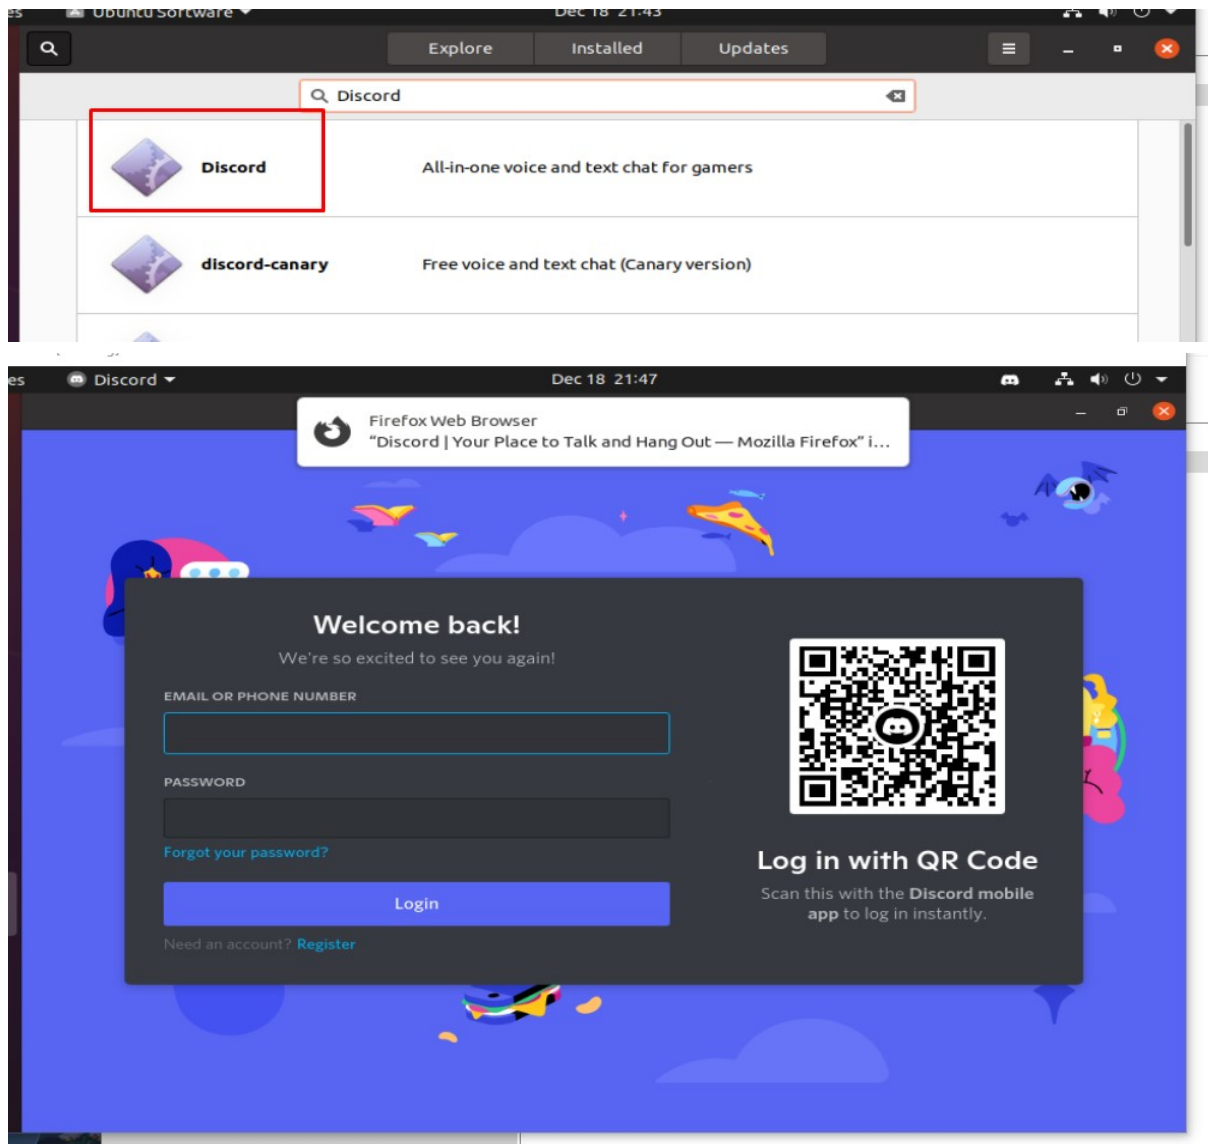 es Ubuntu Software Dec 18 21:43
Explore Installed Updates
Discord
Discord All-in-one voice and text chat for gamers
discord-canary Free voice and text chat (Canary version)
es Discord Dec 18 21:47
Firefox Web Browser
“Discord | Your Place to Talk and Hang Out — Mozilla Firefox” i…
Welcome back!
We're so excited to see you again!
EMAIL OR PHONE NUMBER
PASSWORD
Forgot your password?
Login
Need an account? Register
Log in with QR Code
Scan this with the Discord mobile
app to log in instantly.